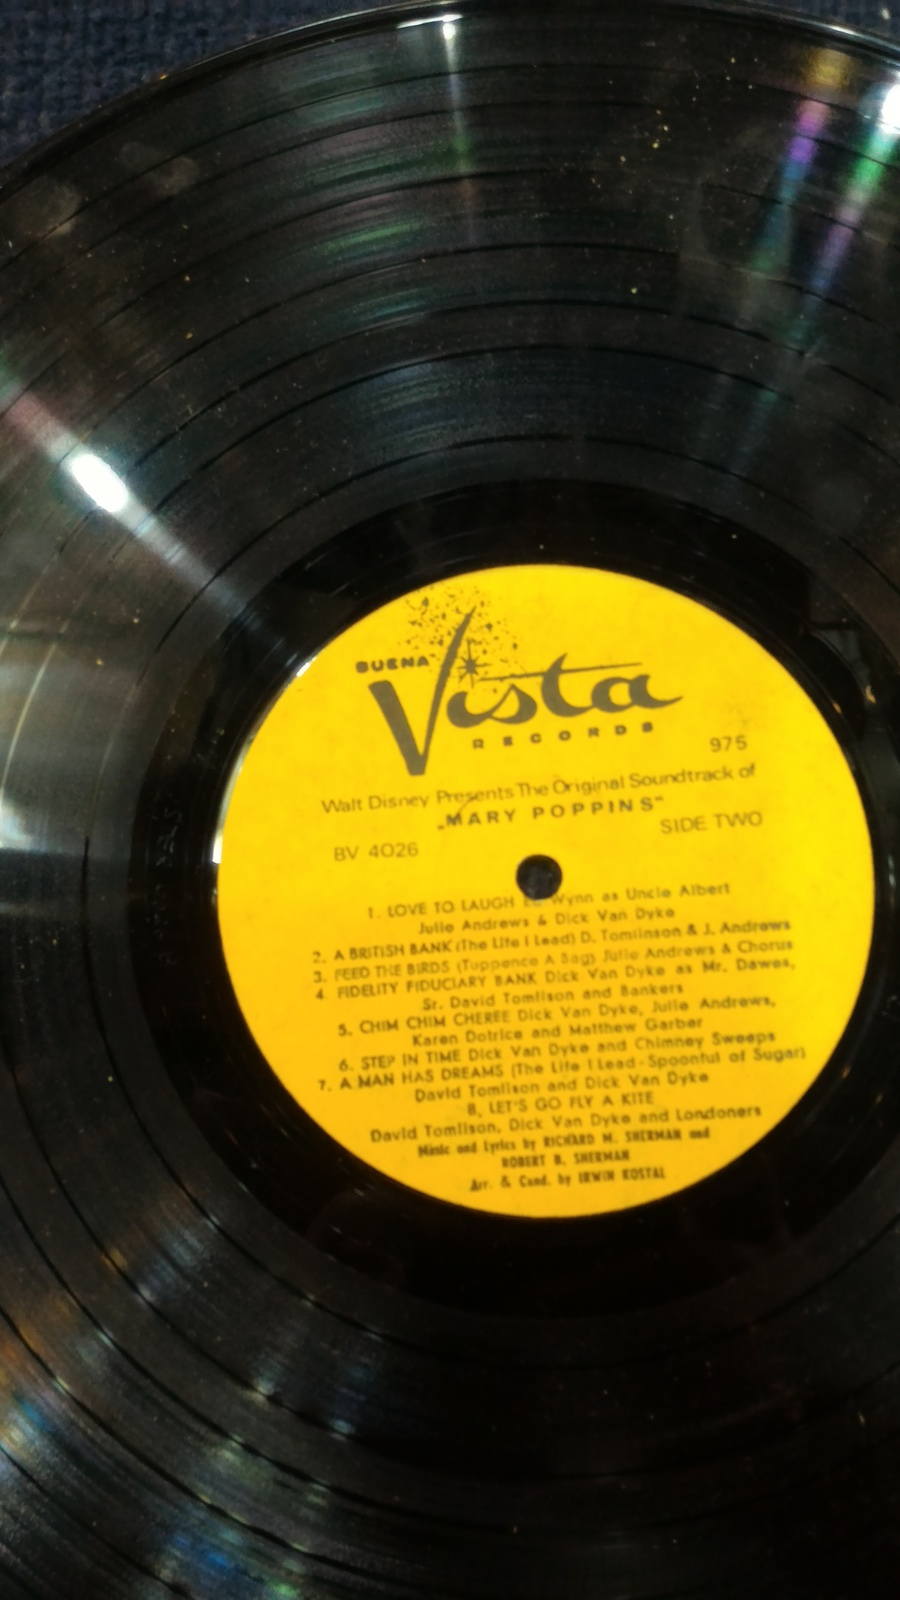 BUENA
Vista
RECORDS
975
Walt Disney Presents The Original Soundtrack of
„MARY POPPINS"
BV 4026
SIDE TWO
1. LOVE TO LAUGH Wynn as Uncle Albert
Julie Andrews & Dick Van Dyke
2. A BRITISH BANK (The Life I Lead) D. Tomlinson & J. Andrews
3. FEED THE BIRDS (Tuppence A Bag) Julie Andrews & Chorus
4 FIDELITY FIDUCIARY BANK Dick Van Dyke as Mr. Dawes,
Sr. David Tomlison and Bankers
5. CHIM CHIM CHEREE Dick Van Dyke, Julie Andrews,
Karen Dotrice and Matthew Garber
6. STEP IN TIME Dick Van Dyke and Chimney Sweeps
7. A MAN HAS DREAMS (The Life I Lead - Spoonful of Sugar)
David Tomlison and Dick Van Dyke
8, LET'S GO FLY A KITE
David Tomlison, Dick Van Dyke and Londoners
Music and Lyrics by RICHARD M. SHERMAN and
ROBERT B. SHERMAN
Arr. & Cond. by IRWIN KOSTAL